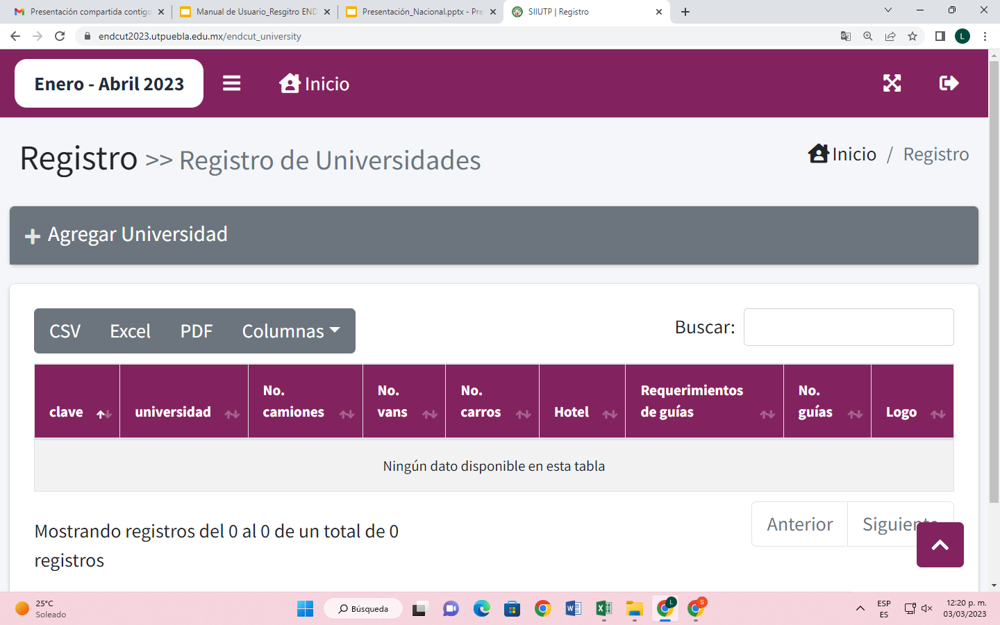 Presentación compartida contigo
Manual de Usuario_Resgitro END
Presentación_Nacional.pptx - Pre
SIIUTP | Registro
endcut2023.utpuebla.edu.mx/endcut_university
L
Enero - Abril 2023
Inicio
Registro >> Registro de Universidades
Inicio / Registro
Agregar Universidad
CSV Excel PDF Columnas
Buscar:
clave
universidad
No.
camiones
No.
vans
No.
carros
Hotel
Requerimientos
de guías
No.
guías
Logo
Ningún dato disponible en esta tabla
Mostrando registros del 0 al 0 de un total de 0
registros
Anterior
Siguiente
25°C
Soleado
Búsqueda
L
S
ESP
ES
12:20 p. m.
03/03/2023